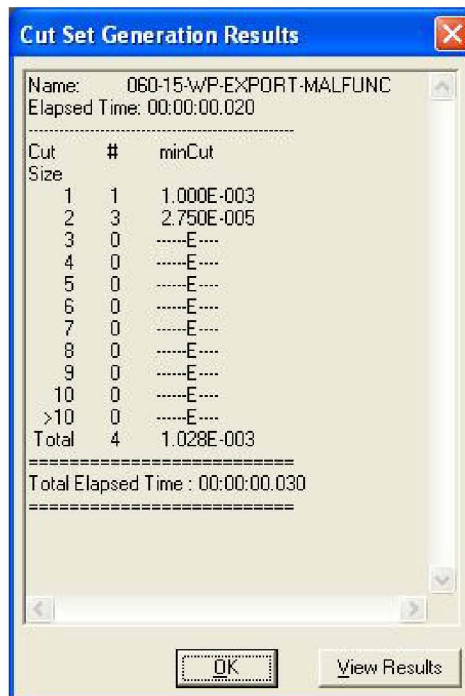 Cut Set Generation Results
Name: 060-15-WP-EXPORT-MALFUNC
Elapsed Time: 00:00:00.020
--------------------------------------------------
Cut # minCut
Size
1 1 1.000E-003
2 3 2.750E-005
3 0 ------E----
4 0 ------E----
5 0 ------E----
6 0 ------E----
7 0 ------E----
8 0 ------E----
9 0 ------E----
10 0 ------E----
>10 0 ------E----
Total 4 1.028E-003
==========================
Total Elapsed Time : 00:00:00.030
==========================
OK View Results